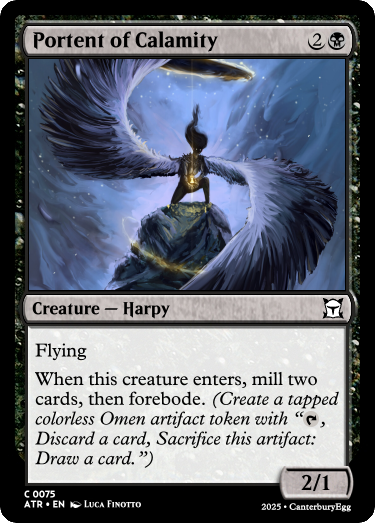 Portent of Calamity 2
Creature — Harpy
Flying
When this creature enters, mill two
cards, then forebode. (Create a tapped
colorless Omen artifact token with “,
Discard a card, Sacrifice this artifact:
Draw a card.”)
2/1
C 0075
ATR • EN Luca Finotto
2025 • CanterburyEgg